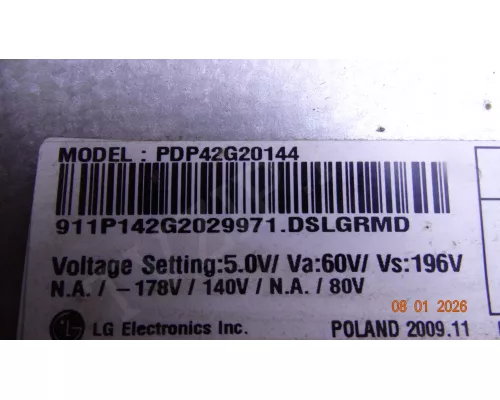 MODEL : PDP42G20144
911P142G2029971.DSLGRMD
Voltage Setting:5.0V/ Va:60V/ Vs:196V
N.A. / -178V / 140V / N.A. / 80V
LG Electronics Inc.
POLAND 2009.11
08 01 2026